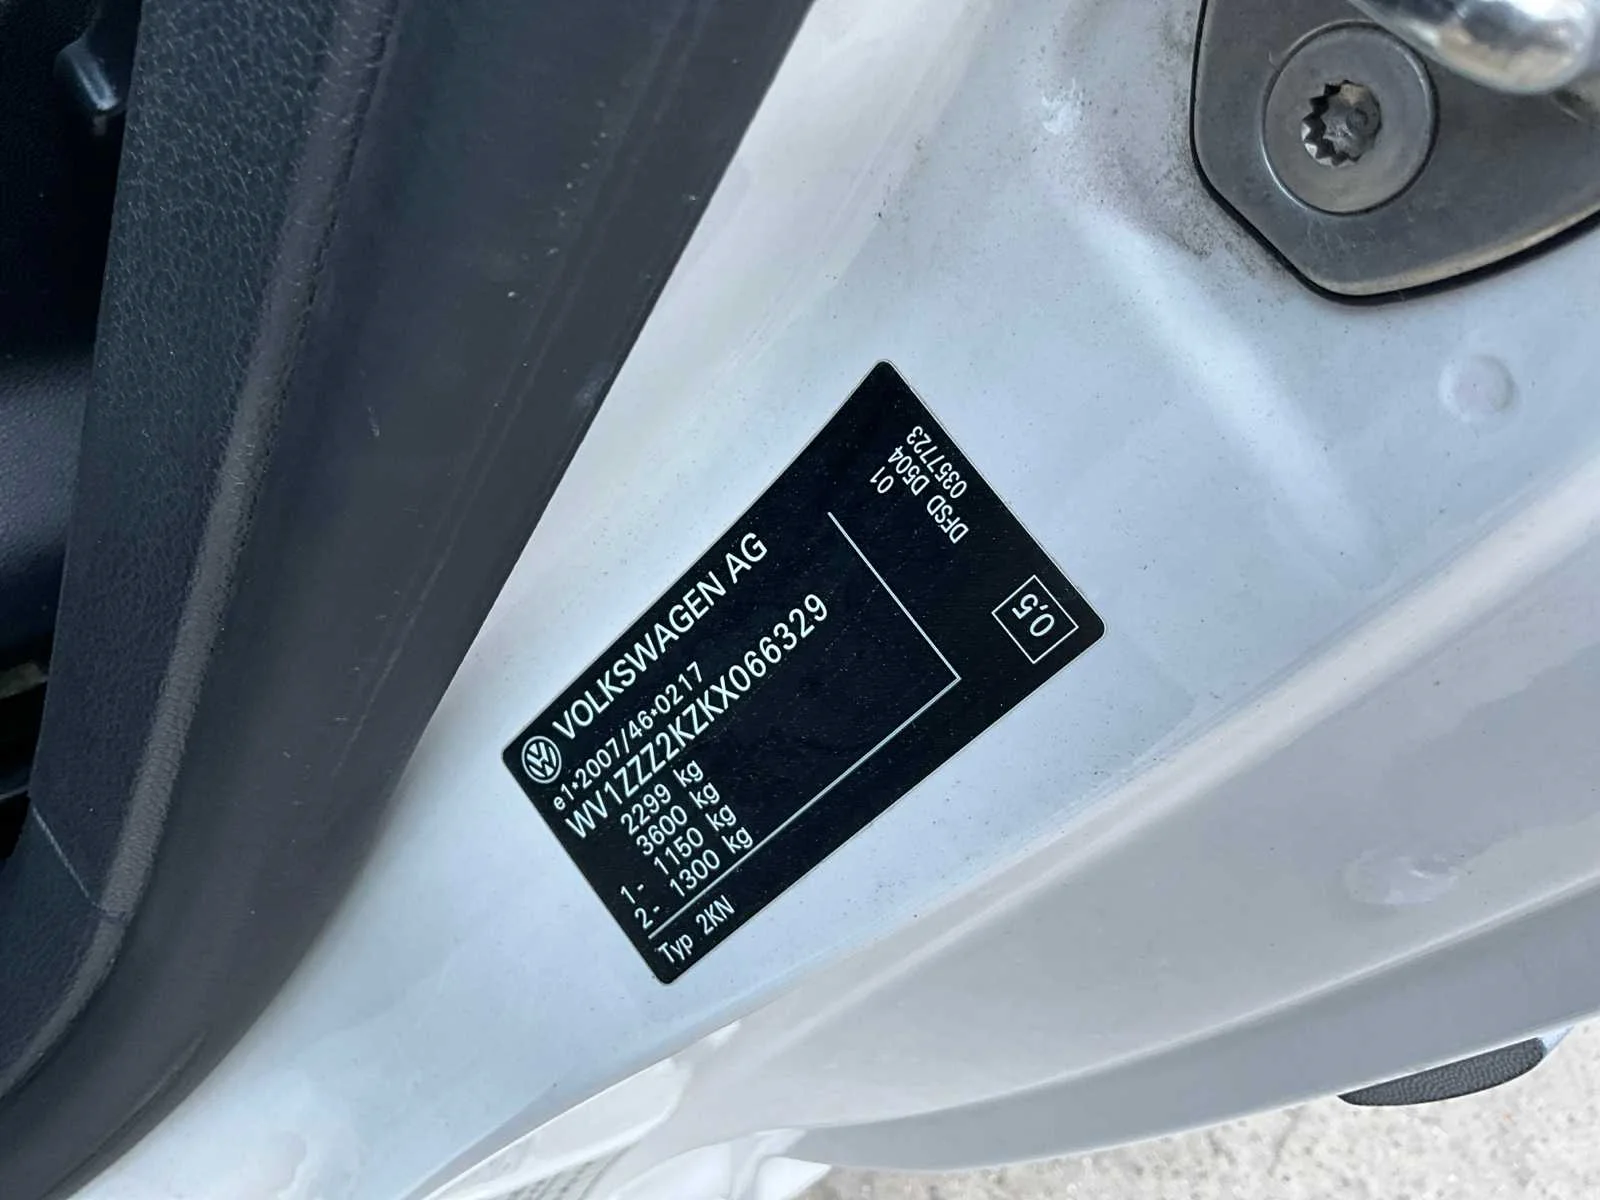 VOLKSWAGEN AG
e1*2007/46*0217
WV1ZZZ2KZKX066329
2299 kg
3600 kg
1- 1150 kg
2- 1300 kg
Typ 2KN
01
DFSD D504
0357723
0,5